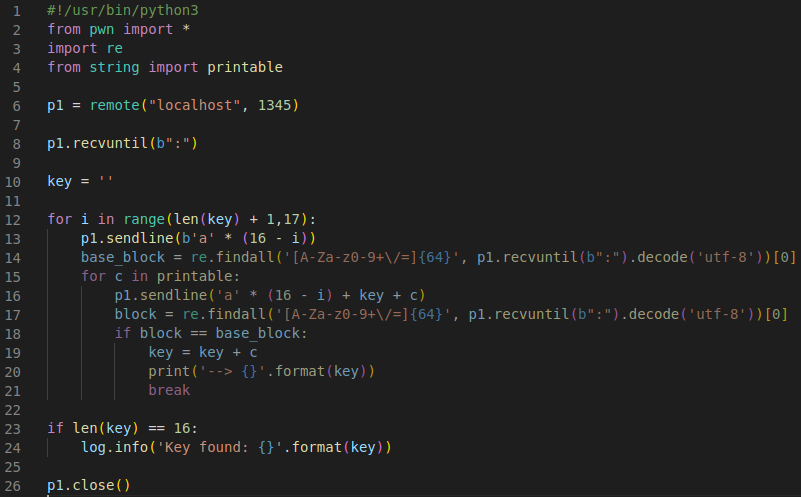 1 #!/usr/bin/python3
2 from pwn import *
3 import re
4 from string import printable
5
6 p1 = remote("localhost", 1345)
7
8 p1.recvuntil(b":")
9
10 key = ''
11
12 for i in range(len(key) + 1,17):
13     p1.sendline(b'a' * (16 - i))
14     base_block = re.findall('[A-Za-z0-9+\/=]{64}', p1.recvuntil(b":").decode('utf-8'))[0]
15     for c in printable:
16         p1.sendline('a' * (16 - i) + key + c)
17         block = re.findall('[A-Za-z0-9+\/=]{64}', p1.recvuntil(b":").decode('utf-8'))[0]
18         if block == base_block:
19             key = key + c
20             print('--> {}'.format(key))
21             break
22
23 if len(key) == 16:
24     log.info('Key found: {}'.format(key))
25
26 p1.close()